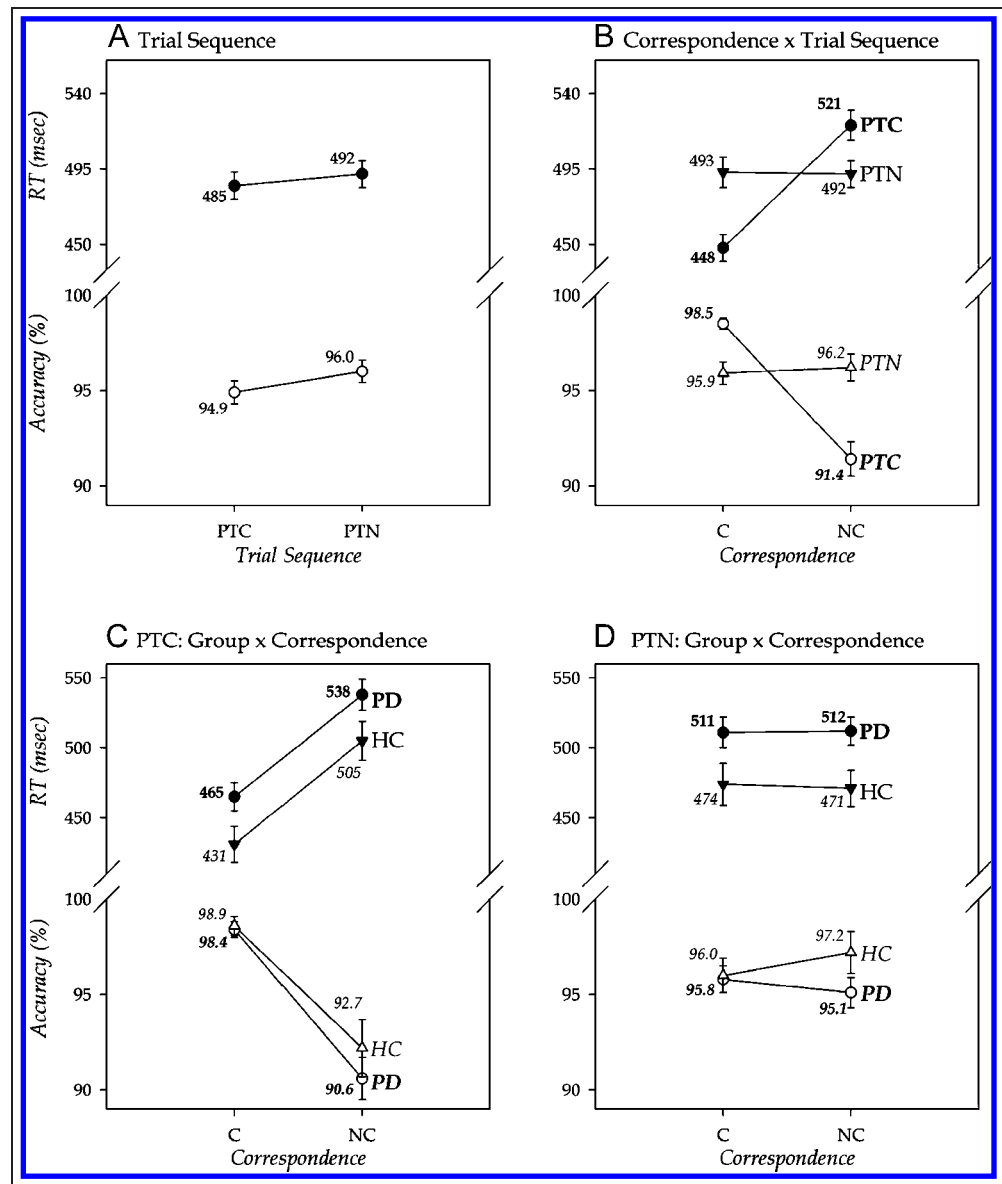 A Trial Sequence
540
495
450
RT (msec)
485
492
100
95
90
Accuracy (%)
94.9
96.0
PTC PTN
Trial Sequence
B Correspondence x Trial Sequence
540
495
450
521
PTC
493
PTN
492
448
100
95
90
98.5
96.2
PTN
95.9
PTC
91.4
C NC
Correspondence
C PTC: Group x Correspondence
550
500
450
RT (msec)
538
PD
HC
505
465
431
100
95
90
Accuracy (%)
98.9
98.4
92.7
HC
PD
90.6
C NC
Correspondence
D PTN: Group x Correspondence
550
500
450
511
512
PD
474
471
HC
100
95
90
97.2
96.0
HC
95.8
PD
95.1
C NC
Correspondence